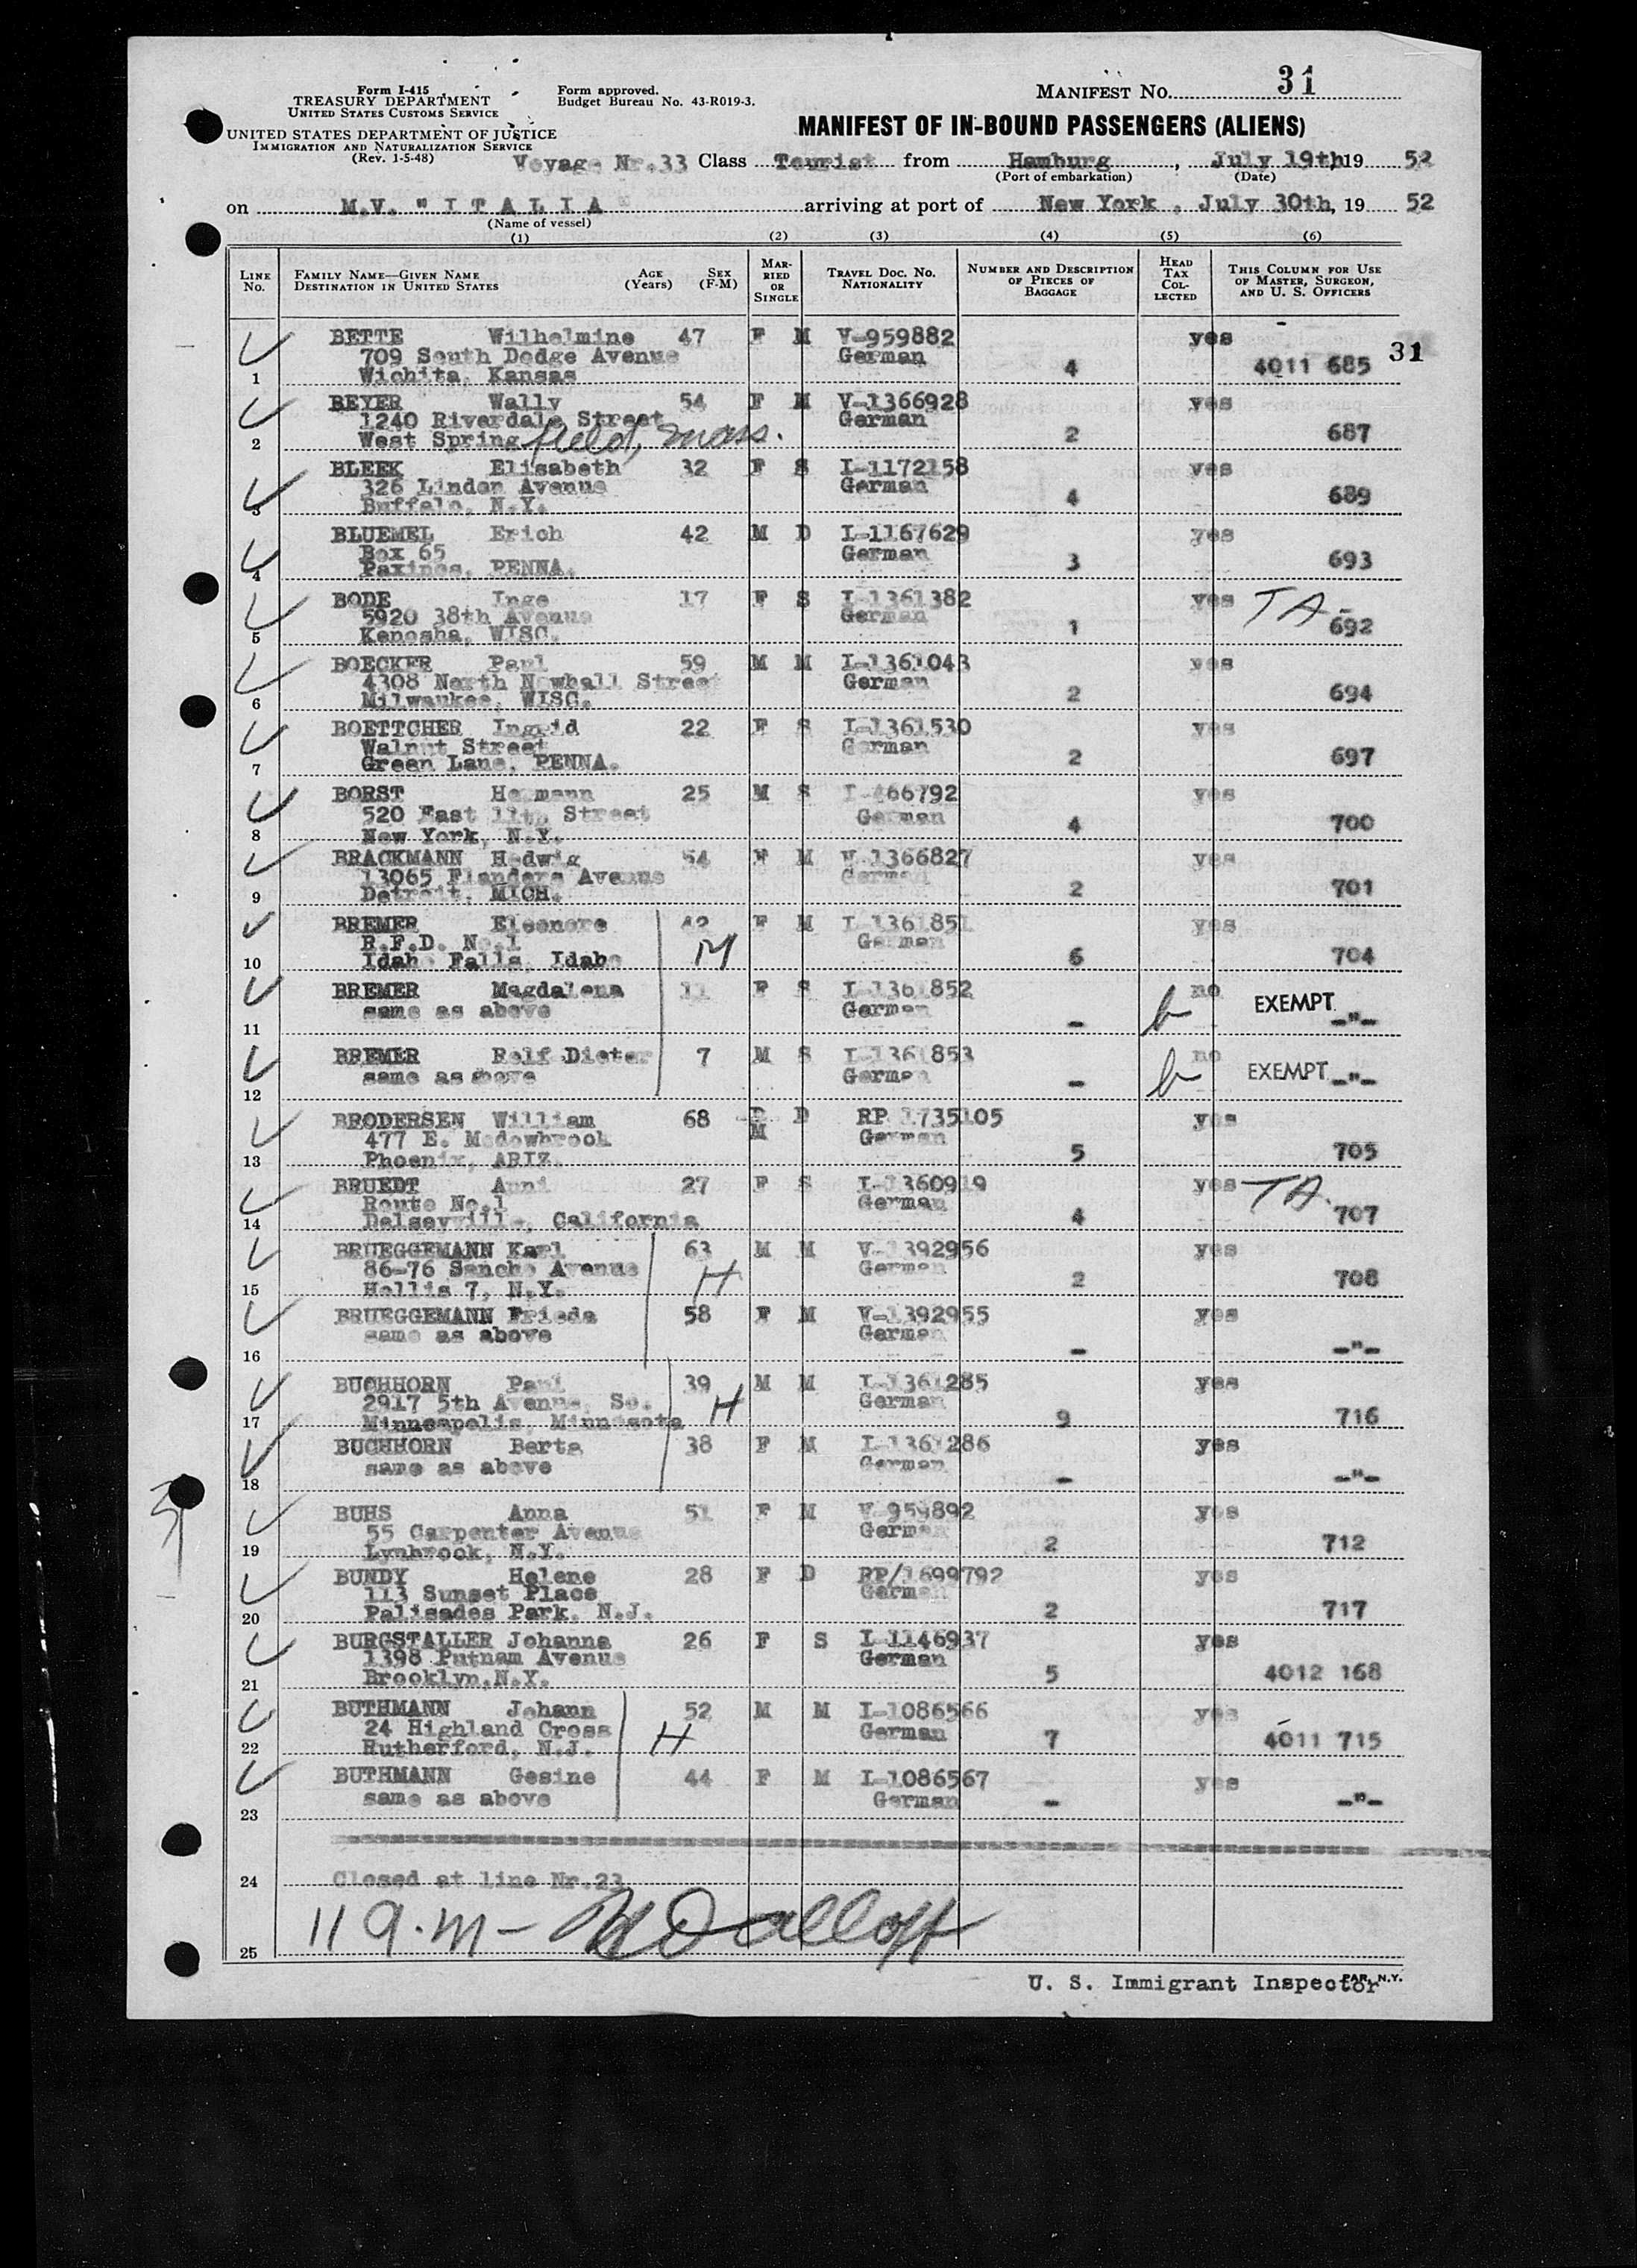 Form I-415
TREASURY DEPARTMENT
UNITED STATES CUSTOMS SERVICE
UNITED STATES DEPARTMENT OF JUSTICE
IMMIGRATION AND NATURALIZATION SERVICE
(Rev. 1-5-48)
Form approved.
Budget Bureau No. 43-R019-3.
MANIFEST NO. 31
MANIFEST OF IN-BOUND PASSENGERS (ALIENS)
Voyage Nr.33 Class Tourist from Hamburg, July 19th, 19 52
(Port of embarkation) (Date)
on M.V. "ITALIA" arriving at port of New York, July 30th, 19 52
(Name of vessel)
(1) (2) (3) (4) (5) (6)
LINE NO. FAMILY NAME—GIVEN NAME DESTINATION IN UNITED STATES AGE (Years) SEX (F-M) MARRIED OR SINGLE TRAVEL DOC. NO. NATIONALITY NUMBER AND DESCRIPTION OF PIECES OF BAGGAGE HEAD TAX COLLECTED THIS COLUMN FOR USE OF MASTER, SURGEON, AND U. S. OFFICERS
BETTE Wilhelmine 47 F M V-959882 yes
709 South Dodge Avenue German 31
1 Wichita, Kansas 4 4011 685
BEYER Wally 54 F M V-1366928 yes
1240 Riverdale Street German
2 West Springfield, Mass. 2 687
BLEEK Elisabeth 32 F S I-1172158 yes
326 Linden Avenue German
3 Buffalo, N.Y. 4 689
BLUEMEL Erich 42 M D I-1167629 yes
Box 65 German
4 Paxinos, PENNA. 3 693
BODE Inge 17 F S I-1361382 yes TA
5920 38th Avenue German
5 Kenosha, WISC. 1 692
BOECKER Paul 59 M M I-1361043 yes
4308 North Newhall Street German
6 Milwaukee, WISC. 2 694
BOETTCHER Ingrid 22 F S I-1361530 yes
Walnut Street German
7 Green Lane, PENNA. 2 697
BORST Hermann 25 M S I-466792 yes
520 East 11th Street German
8 New York, N.Y. 4 700
BRACKMANN Hedwig 54 F M V-1366827 yes
13065 Flanders Avenue German
9 Detroit, MICH. 2 701
BREMER Eleonore 42 F M I-1361851 yes
R.F.D. No.1 German
10 Idaho Falls, Idaho M 6 704
BREMER Magdalena 11 F S I-1361852 no EXEMPT
same as above German
11 - -"-
BREMER Rolf Dieter 7 M S I-1361853 no EXEMPT
same as above German
12 - -"-
BRODERSEN William 68 M D RP 1735105 yes
477 E. Medowbrook German
13 Phoenix, ARIZ. 5 705
BRUEDT Anni 27 F S I-1360919 yes TA.
Route No.1 German
14 Delseyville, California 4 707
BRUEGGEMANN Karl 63 M M V-1392956 yes
86-76 Sancho Avenue German
15 Hollis 7, N.Y. H 2 708
BRUEGGEMANN Frieda 58 F M V-1392955 yes
same as above German
16 - -"-
BUCHHORN Paul 39 M M I-1361285 yes
2917 5th Avenue, So. German
17 Minneapolis, Minnesota H 9 716
BUCHHORN Berta 38 F M I-1361286 yes
same as above German
18 - -"-
BUHS Anna 51 F M V-959892 yes
55 Carpenter Avenue German
19 Lynbrook, N.Y. 2 712
BUNDY Helene 28 F D RP/1699792 yes
113 Sunset Place German
20 Palisades Park, N.J. 2 717
BURGSTALLER Johanna 26 F S I-1146937 yes
1398 Putnam Avenue German
21 Brooklyn,N.Y. 5 4012 168
BUTHMANN Johann 52 M M I-1086566 yes
24 Highland Cross German
22 Rutherford, N.J. H 7 4011 715
BUTHMANN Gesine 44 F M I-1086567 yes
same as above German
23 - -"-
24 Closed at line Nr.23
11 a.m -
25
U. S. Immigrant Inspector
PAR, N.Y.